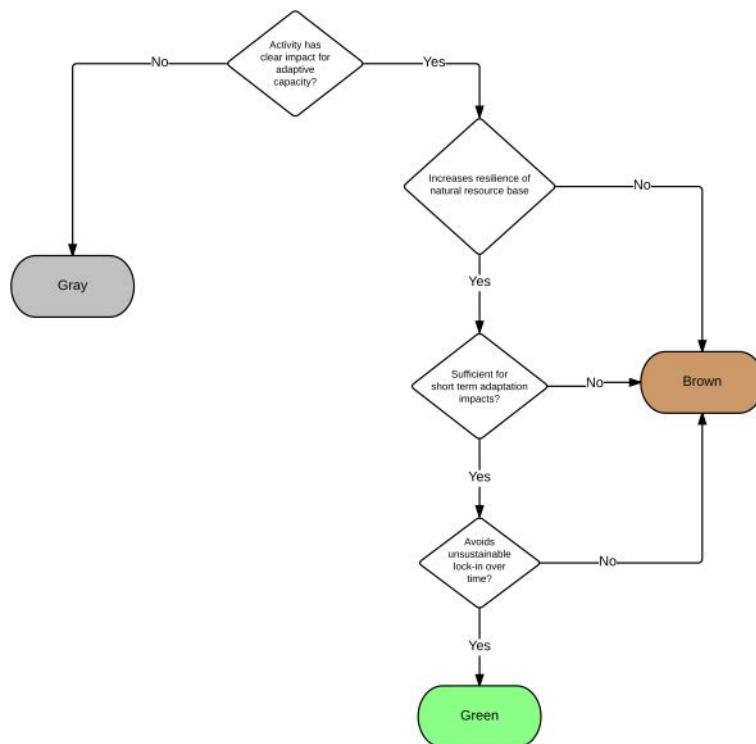 Activity has
clear impact for
adaptive
capacity?
No
Yes
Increases resilience of
natural resource base
No
Gray
Yes
Sufficient for
short term adaptation
impacts?
No
Brown
Yes
Avoids
unsustainable
lock-in over
time?
No
Yes
Green